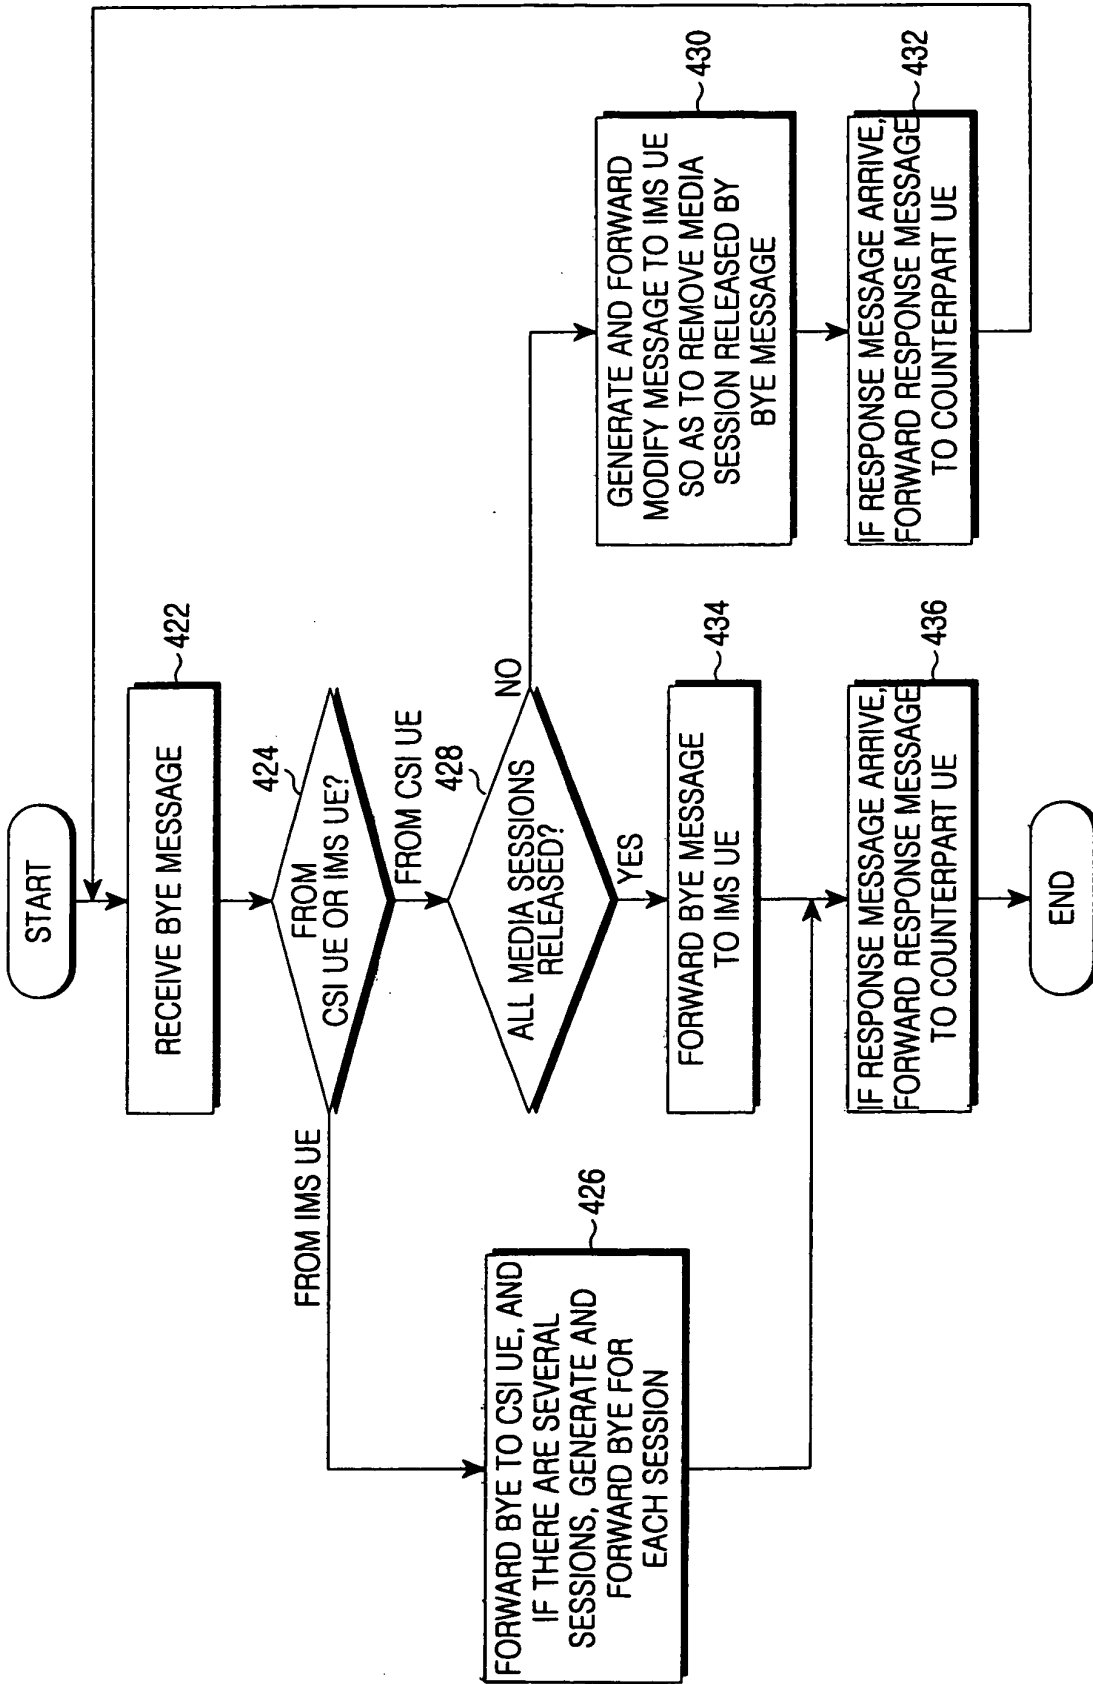 START
RECEIVE BYE MESSAGE
422
FROM
CSI UE OR IMS UE?
424
FROM IMS UE
FROM CSI UE
FORWARD BYE TO CSI UE, AND
IF THERE ARE SEVERAL
SESSIONS, GENERATE AND
FORWARD BYE FOR
EACH SESSION
426
ALL MEDIA SESSIONS
RELEASED?
428
NO
YES
GENERATE AND FORWARD
MODIFY MESSAGE TO IMS UE
SO AS TO REMOVE MEDIA
SESSION RELEASED BY
BYE MESSAGE
430
IF RESPONSE MESSAGE ARRIVE,
FORWARD RESPONSE MESSAGE
TO COUNTERPART UE
432
FORWARD BYE MESSAGE
TO IMS UE
434
IF RESPONSE MESSAGE ARRIVE,
FORWARD RESPONSE MESSAGE
TO COUNTERPART UE
436
END